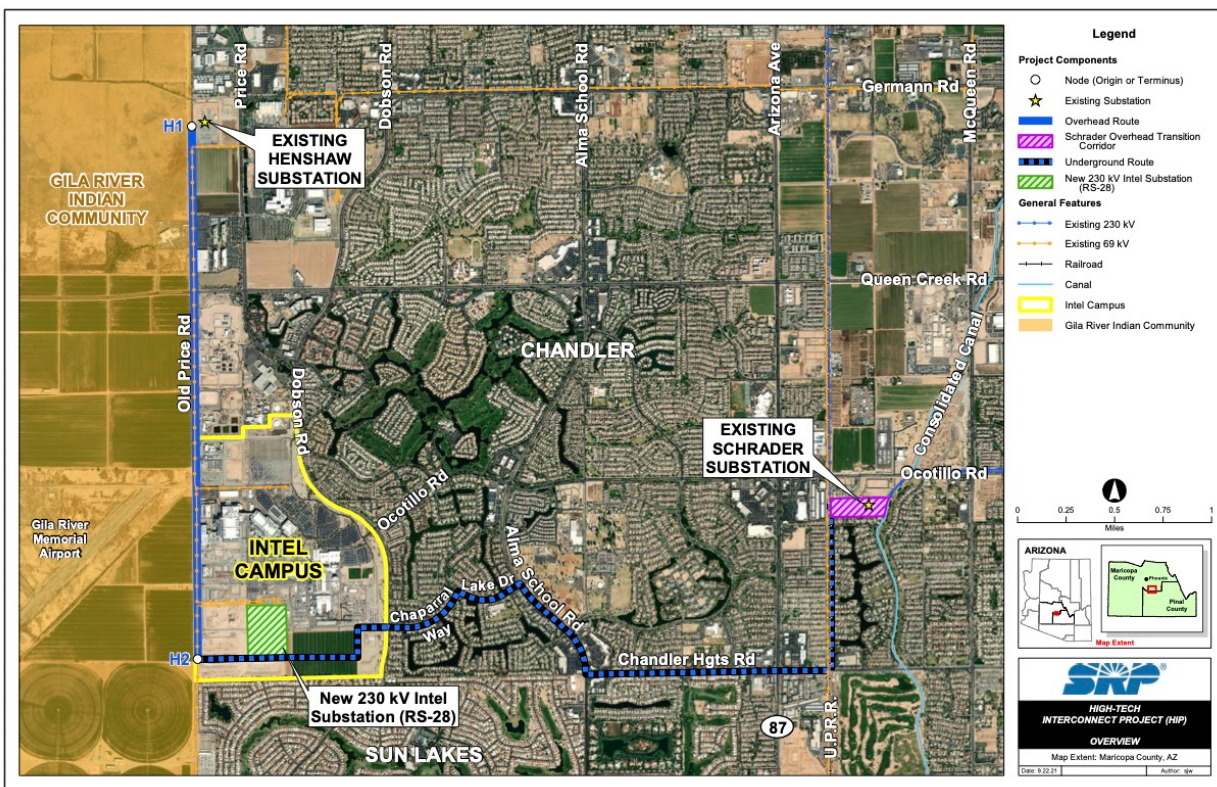 Price Rd
Dobson Rd
Alma School Rd
Arizona Ave
McQueen Rd
Germann Rd
H1
EXISTING
HENSHAW
SUBSTATION
GILA RIVER
INDIAN
COMMUNITY
Queen Creek Rd
Old Price Rd
CHANDLER
Consolidated Canal
Dobson Rd
EXISTING
SCHRADER
SUBSTATION
Ocotillo Rd
Ocotillo Rd
Gila River
Memorial
Airport
INTEL
CAMPUS
Alma School Rd
Chaparral
Way
Lake Dr
H2
Chandler Hgts Rd
New 230 kV Intel
Substation (RS-28)
87
U.P.R.R.
SUN LAKES
Legend
Project Components
Node (Origin or Terminus)
Existing Substation
Overhead Route
Schrader Overhead Transition
Corridor
Underground Route
New 230 kV Intel Substation
(RS-28)
General Features
Existing 230 kV
Existing 69 kV
Railroad
Canal
Intel Campus
Gila River Indian Community
0 0.25 0.5 0.75 1
Miles
ARIZONA
Maricopa
County
Phoenix
Pinal
County
Map Extent
SRP®
HIGH-TECH
INTERCONNECT PROJECT (HIP)
OVERVIEW
Map Extent: Maricopa County, AZ
Date: 9.22.21 Author: sjw